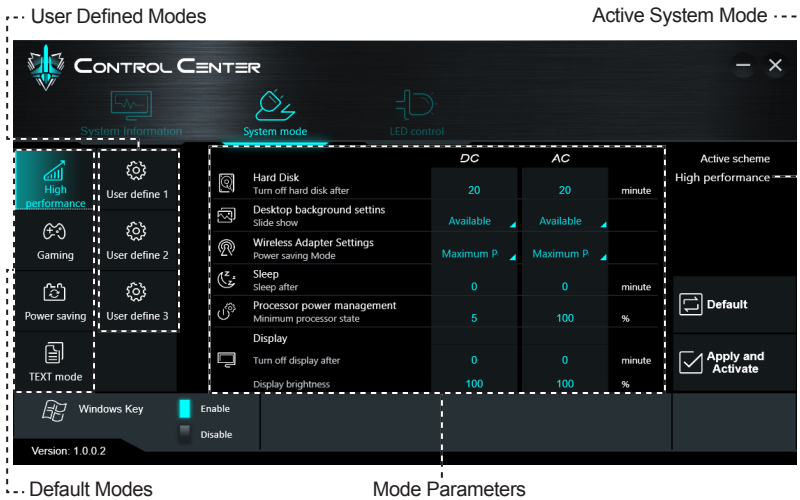 User Defined Modes
Active System Mode
Control Center
System Information
System mode
LED control
High performance
Gaming
Power saving
TEXT mode
User define 1
User define 2
User define 3
DC AC
Hard Disk
Turn off hard disk after 20 20 minute
Desktop background settins
Slide show Available Available
Wireless Adapter Settings
Power saving Mode Maximum P Maximum P
Sleep
Sleep after 0 0 minute
Processor power management
Minimum processor state 5 100 %
Display
Turn off display after 0 0 minute
Display brightness 100 100 %
Active scheme
High performance
Default
Apply and
Activate
Windows Key
Enable
Disable
Version: 1.0.0.2
Default Modes
Mode Parameters